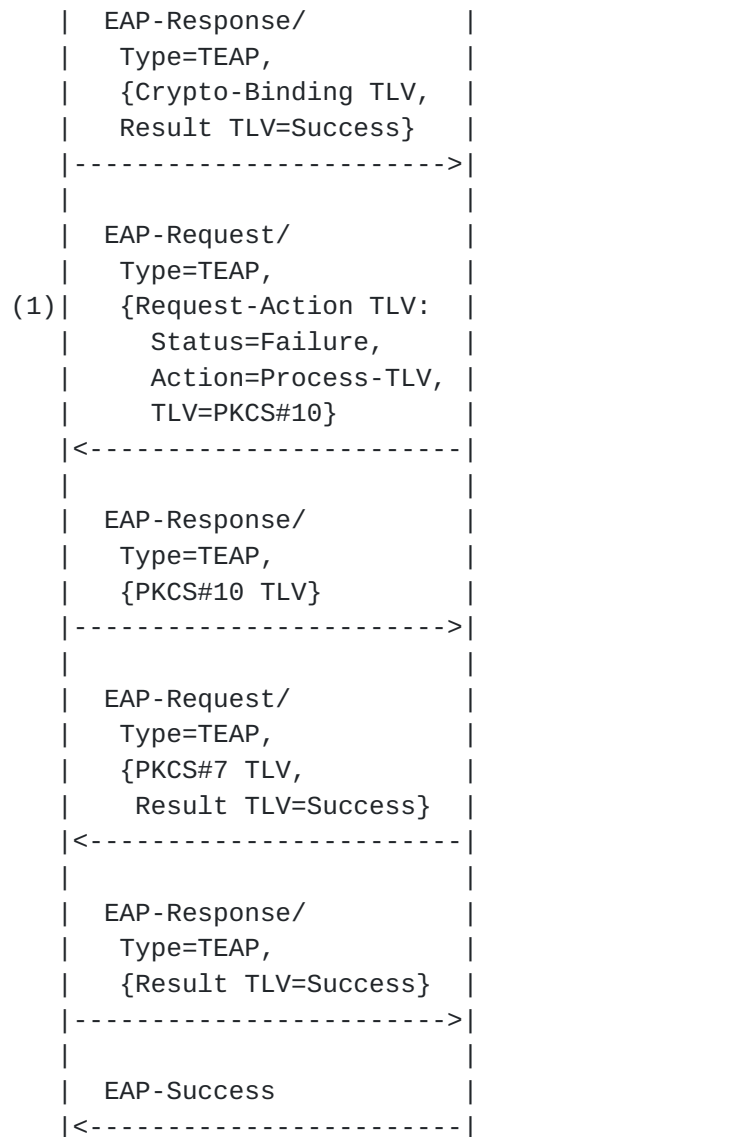 |  EAP-Response/            |
|   Type=TEAP,              |
|   {Crypto-Binding TLV,    |
|   Result TLV=Success}     |
|------------------------>|
|                         |
|  EAP-Request/           |
|   Type=TEAP,            |
(1)|   {Request-Action TLV:  |
|     Status=Failure,     |
|     Action=Process-TLV, |
|     TLV=PKCS#10}        |
|<------------------------|
|                         |
|  EAP-Response/          |
|   Type=TEAP,            |
|   {PKCS#10 TLV}         |
|------------------------>|
|                         |
|  EAP-Request/           |
|   Type=TEAP,            |
|   {PKCS#7 TLV,          |
|    Result TLV=Success}  |
|<------------------------|
|                         |
|  EAP-Response/          |
|   Type=TEAP,            |
|   {Result TLV=Success}  |
|------------------------>|
|                         |
|  EAP-Success            |
|<------------------------|